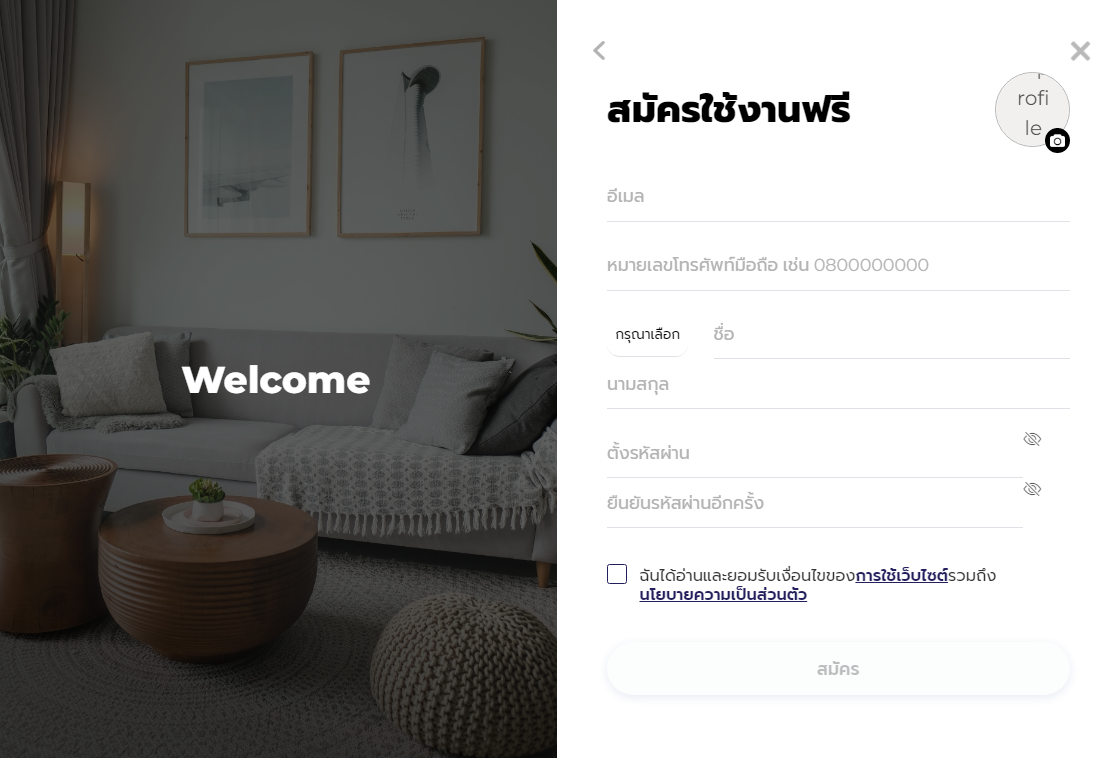 Welcome
สมัครใช้งานฟรี
rofi
le
อีเมล
หมายเลขโทรศัพท์มือถือ เช่น 0800000000
กรุณาเลือก
ชื่อ
นามสกุล
ตั้งรหัสผ่าน
ยืนยันรหัสผ่านอีกครั้ง
ฉันได้อ่านและยอมรับเงื่อนไขของการใช้เว็บไซต์รวมถึง
นโยบายความเป็นส่วนตัว
สมัคร